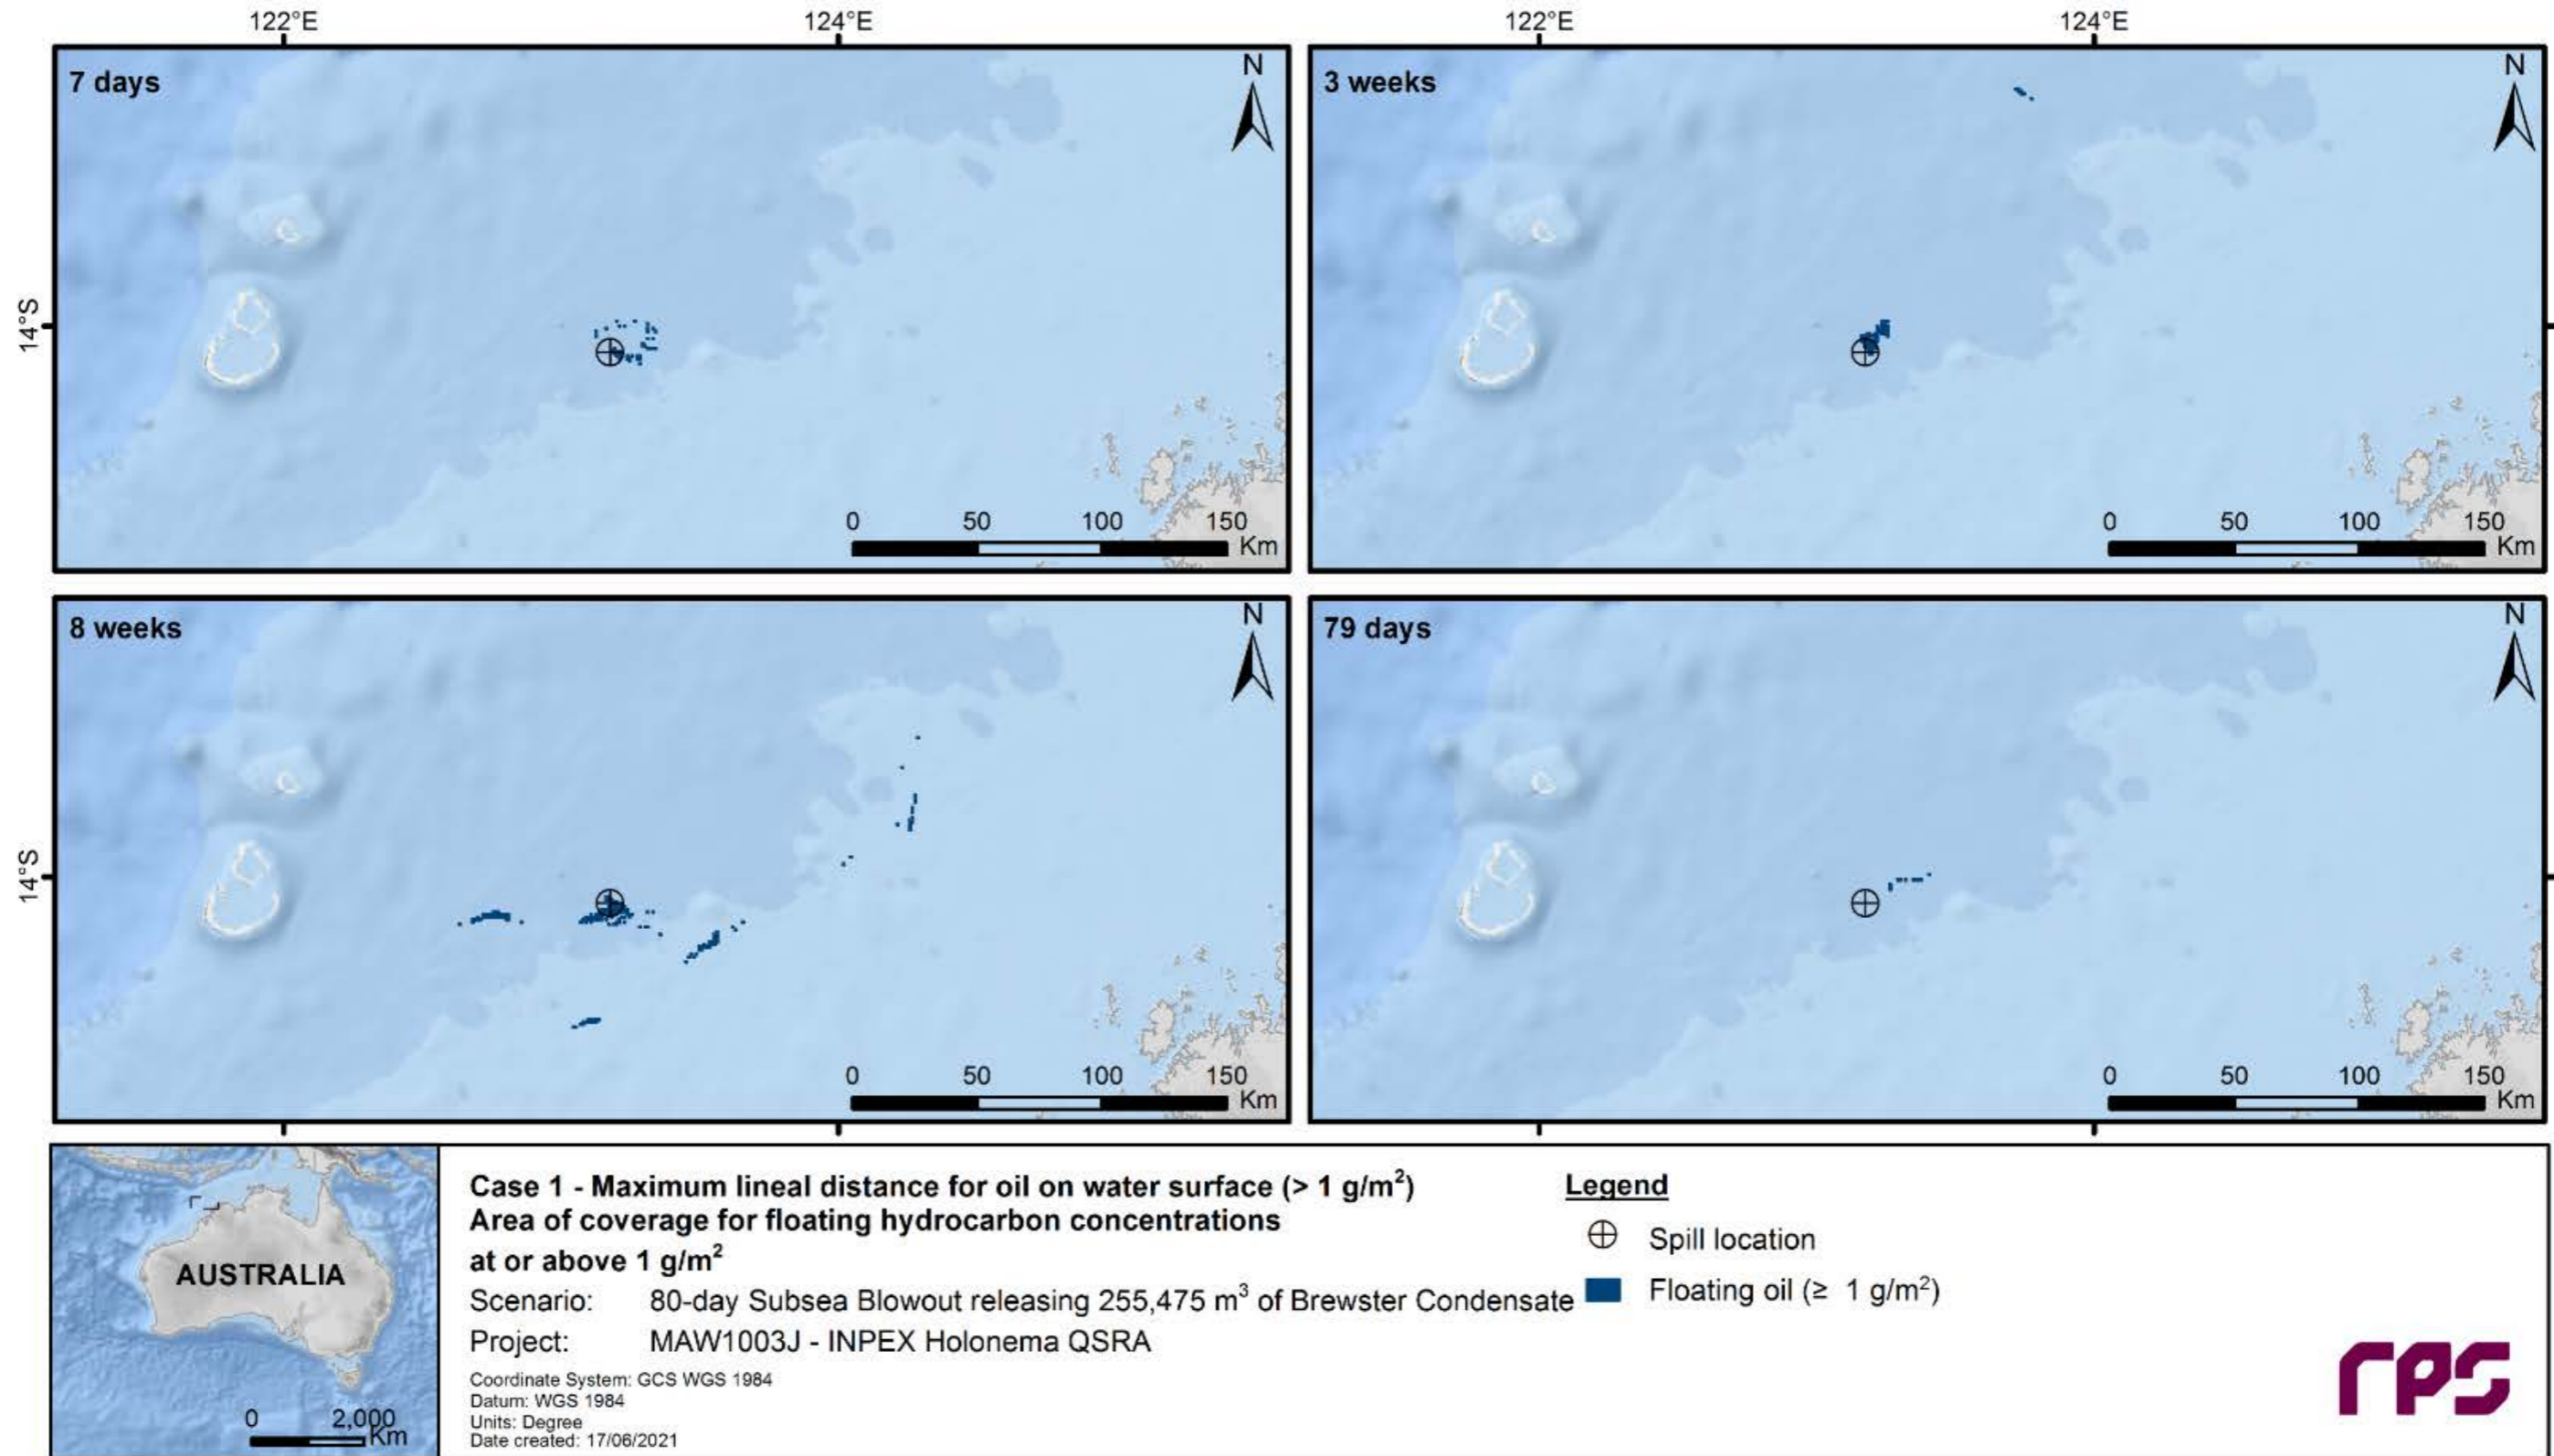 122°E 124°E 122°E 124°E
7 days N
14°S
0 50 100 150
Km
3 weeks N
0 50 100 150
Km
8 weeks N
14°S
0 50 100 150
Km
79 days N
0 50 100 150
Km
AUSTRALIA
0 2,000
Km
Case 1 - Maximum lineal distance for oil on water surface (> 1 g/m²)
Area of coverage for floating hydrocarbon concentrations
at or above 1 g/m²
Scenario: 80-day Subsea Blowout releasing 255,475 m³ of Brewster Condensate
Project: MAW1003J - INPEX Holonema QSRA
Coordinate System: GCS WGS 1984
Datum: WGS 1984
Units: Degree
Date created: 17/06/2021
Legend
Spill location
Floating oil (≥ 1 g/m²)
rps